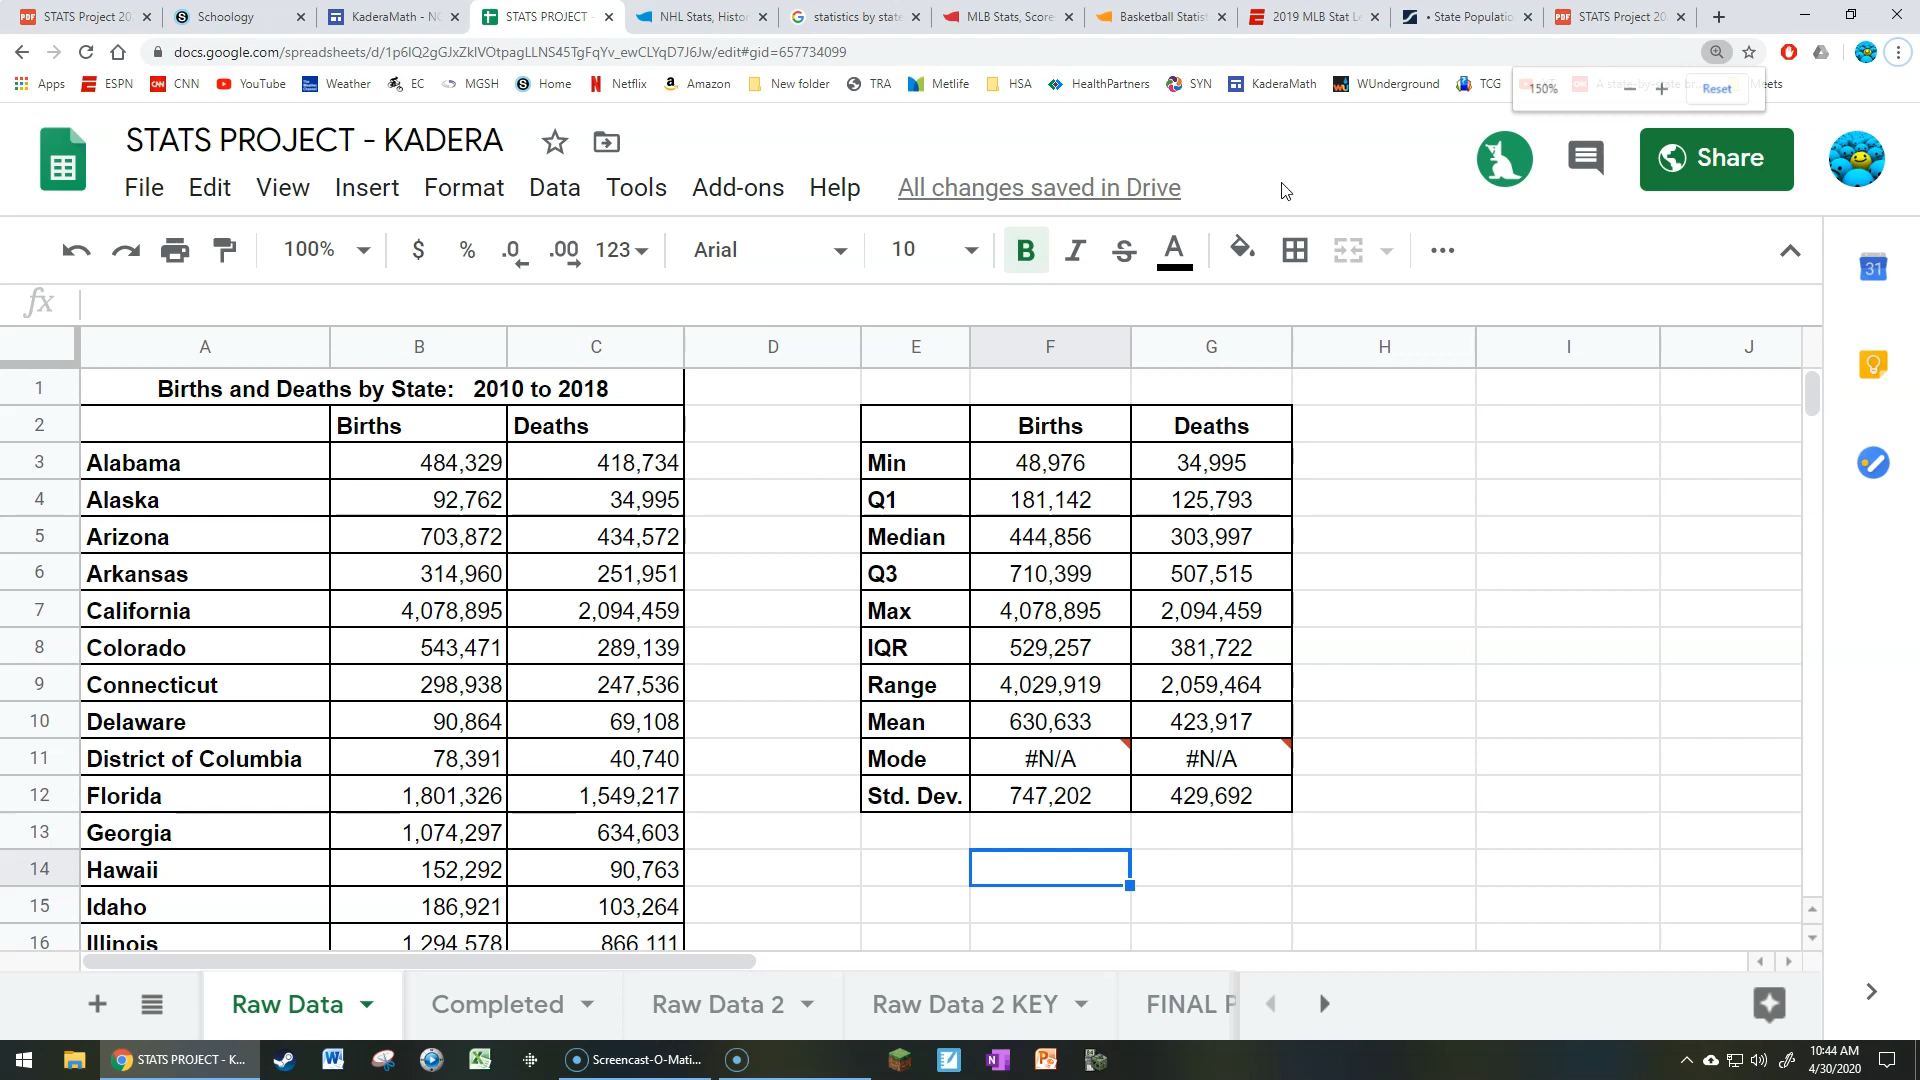 STATS Project 20 Schoology KaderaMath - NC STATS PROJECT - NHL Stats, Histor statistics by state MLB Stats, Score Basketball Statist 2019 MLB Stat Le • State Populatio STATS Project 20
docs.google.com/spreadsheets/d/1p6IQ2gGJxZkIVOtpagLLNS45TgFqYv_ewCLYqD7J6Jw/edit#gid=657734099
Apps ESPN CNN YouTube Weather EC MGSH Home Netflix Amazon New folder TRA Metlife HSA HealthPartners SYN KaderaMath WUnderground TCG Meets
150% − + Reset
STATS PROJECT - KADERA
Share
File Edit View Insert Format Data Tools Add-ons Help All changes saved in Drive
100% $ % .0 .00 123 Arial 10 B I S A
31
fx
A B C D E F G H I J
1 Births and Deaths by State: 2010 to 2018
2 Births Deaths Births Deaths
3 Alabama 484,329 418,734 Min 48,976 34,995
4 Alaska 92,762 34,995 Q1 181,142 125,793
5 Arizona 703,872 434,572 Median 444,856 303,997
6 Arkansas 314,960 251,951 Q3 710,399 507,515
7 California 4,078,895 2,094,459 Max 4,078,895 2,094,459
8 Colorado 543,471 289,139 IQR 529,257 381,722
9 Connecticut 298,938 247,536 Range 4,029,919 2,059,464
10 Delaware 90,864 69,108 Mean 630,633 423,917
11 District of Columbia 78,391 40,740 Mode #N/A #N/A
12 Florida 1,801,326 1,549,217 Std. Dev. 747,202 429,692
13 Georgia 1,074,297 634,603
14 Hawaii 152,292 90,763
15 Idaho 186,921 103,264
16 Illinois 1,294,578 866,111
+ Raw Data Completed Raw Data 2 Raw Data 2 KEY FINAL P
STATS PROJECT - K... Screencast-O-Mati...
10:44 AM
4/30/2020